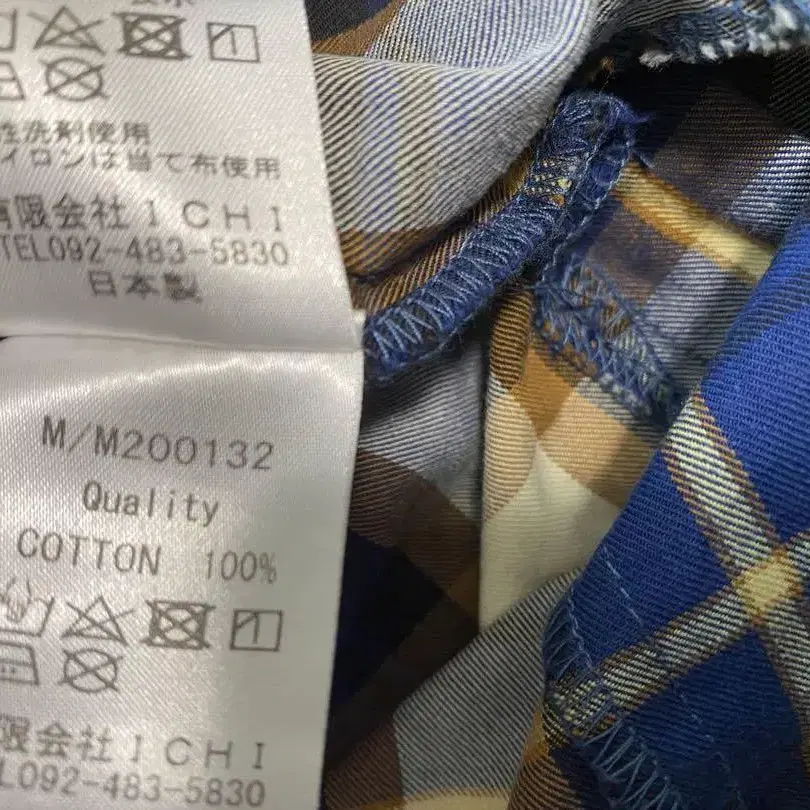 性洗剤使用
イロンは当て布使用
有限会社ICHI
TEL092-483-5830
日本製
M/M200132
Quality
COTTON 100%
限会社ICHI
L092-483-5830